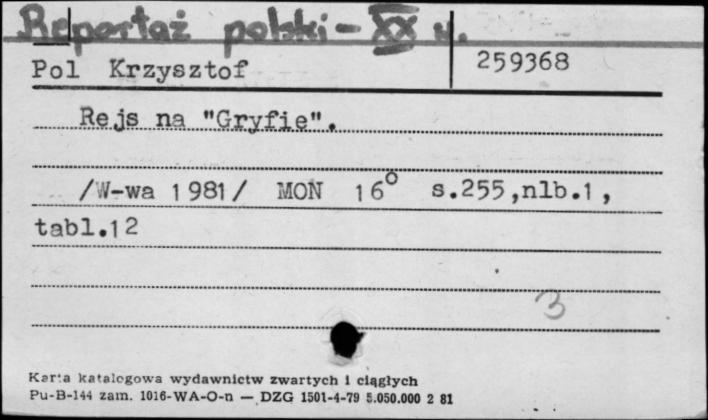 Reportaż polski - XX w.
Pol Krzysztof 259368
Rejs na "Gryfie".
/W-wa 1981/ MON 16° s.255,nlb.1,
tabl.12
3
Karta katalogowa wydawnictw zwartych i ciągłych
Pu-B-144 zam. 1016-WA-O-n — DZG 1501-4-79 5.050.000 2 81